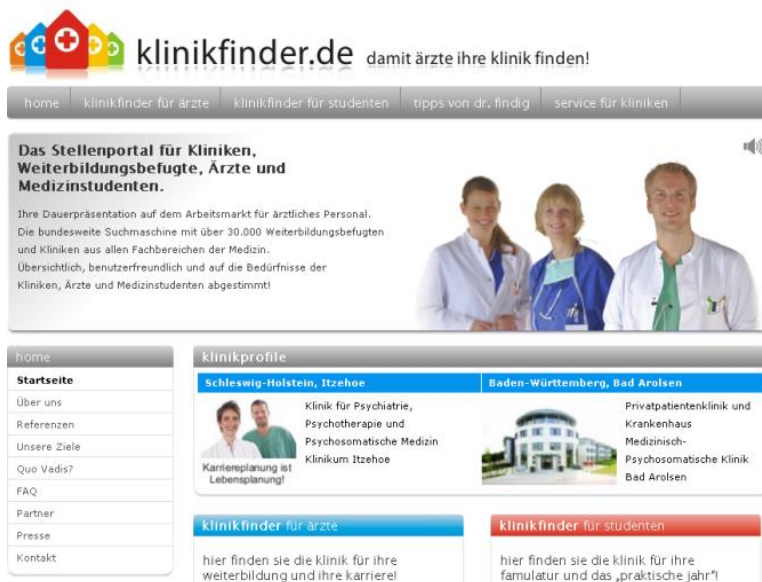 klinikfinder.de damit ärzte ihre klinik finden!
home klinikfinder für ärzte klinikfinder für studenten tipps von dr. findig service für kliniken
Das Stellenportal für Kliniken,
Weiterbildungsbefugte, Ärzte und
Medizinstudenten.
Ihre Dauerpräsentation auf dem Arbeitsmarkt für ärztliches Personal.
Die bundesweite Suchmaschine mit über 30.000 Weiterbildungsbefugten
und Kliniken aus allen Fachbereichen der Medizin.
Übersichtlich, benutzerfreundlich und auf die Bedürfnisse der
Kliniken, Ärzte und Medizinstudenten abgestimmt!
home
Startseite
Über uns
Referenzen
Unsere Ziele
Quo Vadis?
FAQ
Partner
Presse
Kontakt
klinikprofile
Schleswig-Holstein, Itzehoe
Klinik für Psychiatrie,
Psychotherapie und
Psychosomatische Medizin
Klinikum Itzehoe
Karriereplanung ist
Lebensplanung!
Baden-Württemberg, Bad Arolsen
Privatpatientenklinik und
Krankenhaus
Medizinisch-
Psychosomatische Klinik
Bad Arolsen
klinikfinder für ärzte
hier finden sie die klinik für ihre
weiterbildung und ihre karriere!
klinikfinder für studenten
hier finden sie die klinik für ihre
famulatur und das „praktische jahr“!